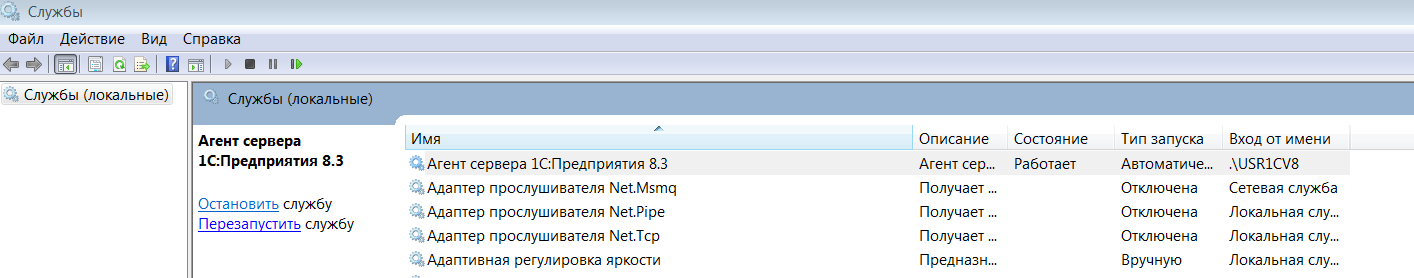 Службы
Файл Действие Вид Справка
Службы (локальные)
Службы (локальные)
Агент сервера
1С:Предприятия 8.3
Остановить службу
Перезапустить службу
Имя Описание Состояние Тип запуска Вход от имени
Агент сервера 1С:Предприятия 8.3 Агент сер... Работает Автоматиче... .\USR1CV8
Адаптер прослушивателя Net.Msmq Получает ... Отключена Сетевая служба
Адаптер прослушивателя Net.Pipe Получает ... Отключена Локальная слу...
Адаптер прослушивателя Net.Tcp Получает ... Отключена Локальная слу...
Адаптивная регулировка яркости Предназн... Вручную Локальная слу...